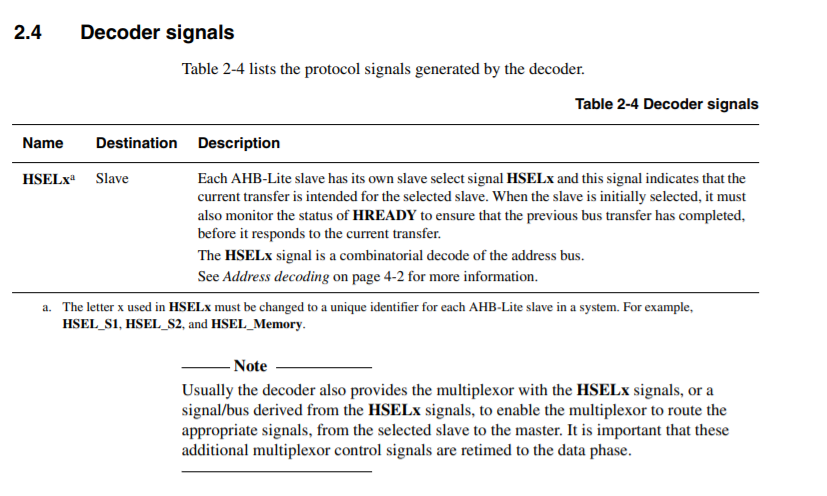 2.4 Decoder signals
Table 2-4 lists the protocol signals generated by the decoder.
Table 2-4 Decoder signals
Name Destination Description
HSELxa Slave Each AHB-Lite slave has its own slave select signal HSELx and this signal indicates that the
current transfer is intended for the selected slave. When the slave is initially selected, it must
also monitor the status of HREADY to ensure that the previous bus transfer has completed,
before it responds to the current transfer.
The HSELx signal is a combinatorial decode of the address bus.
See Address decoding on page 4-2 for more information.
a. The letter x used in HSELx must be changed to a unique identifier for each AHB-Lite slave in a system. For example,
HSEL_S1, HSEL_S2, and HSEL_Memory.
Note
Usually the decoder also provides the multiplexor with the HSELx signals, or a
signal/bus derived from the HSELx signals, to enable the multiplexor to route the
appropriate signals, from the selected slave to the master. It is important that these
additional multiplexor control signals are retimed to the data phase.